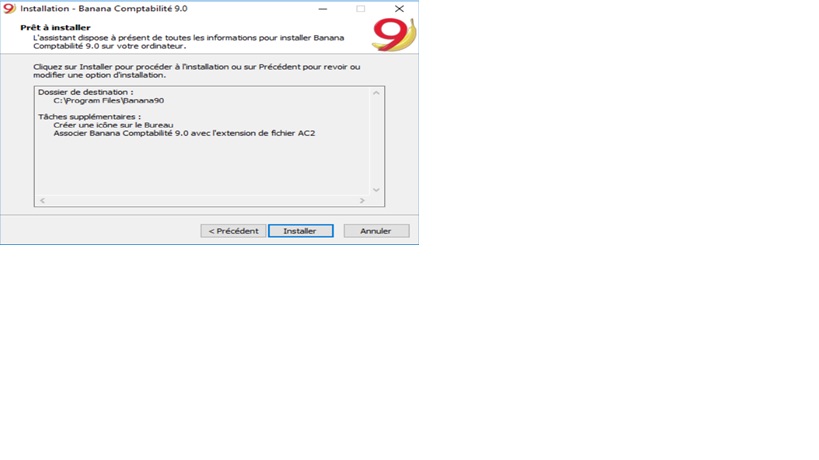 Installation - Banana Comptabilité 9.0
Prêt à installer
L'assistant dispose à présent de toutes les informations pour installer Banana
Comptabilité 9.0 sur votre ordinateur.
9
Cliquez sur Installer pour procéder à l'installation ou sur Précédent pour revoir ou
modifier une option d'installation.
Dossier de destination :
C:\Program Files\Banana90
Tâches supplémentaires :
Créer une icône sur le Bureau
Associer Banana Comptabilité 9.0 avec l'extension de fichier AC2
< Précédent Installer Annuler